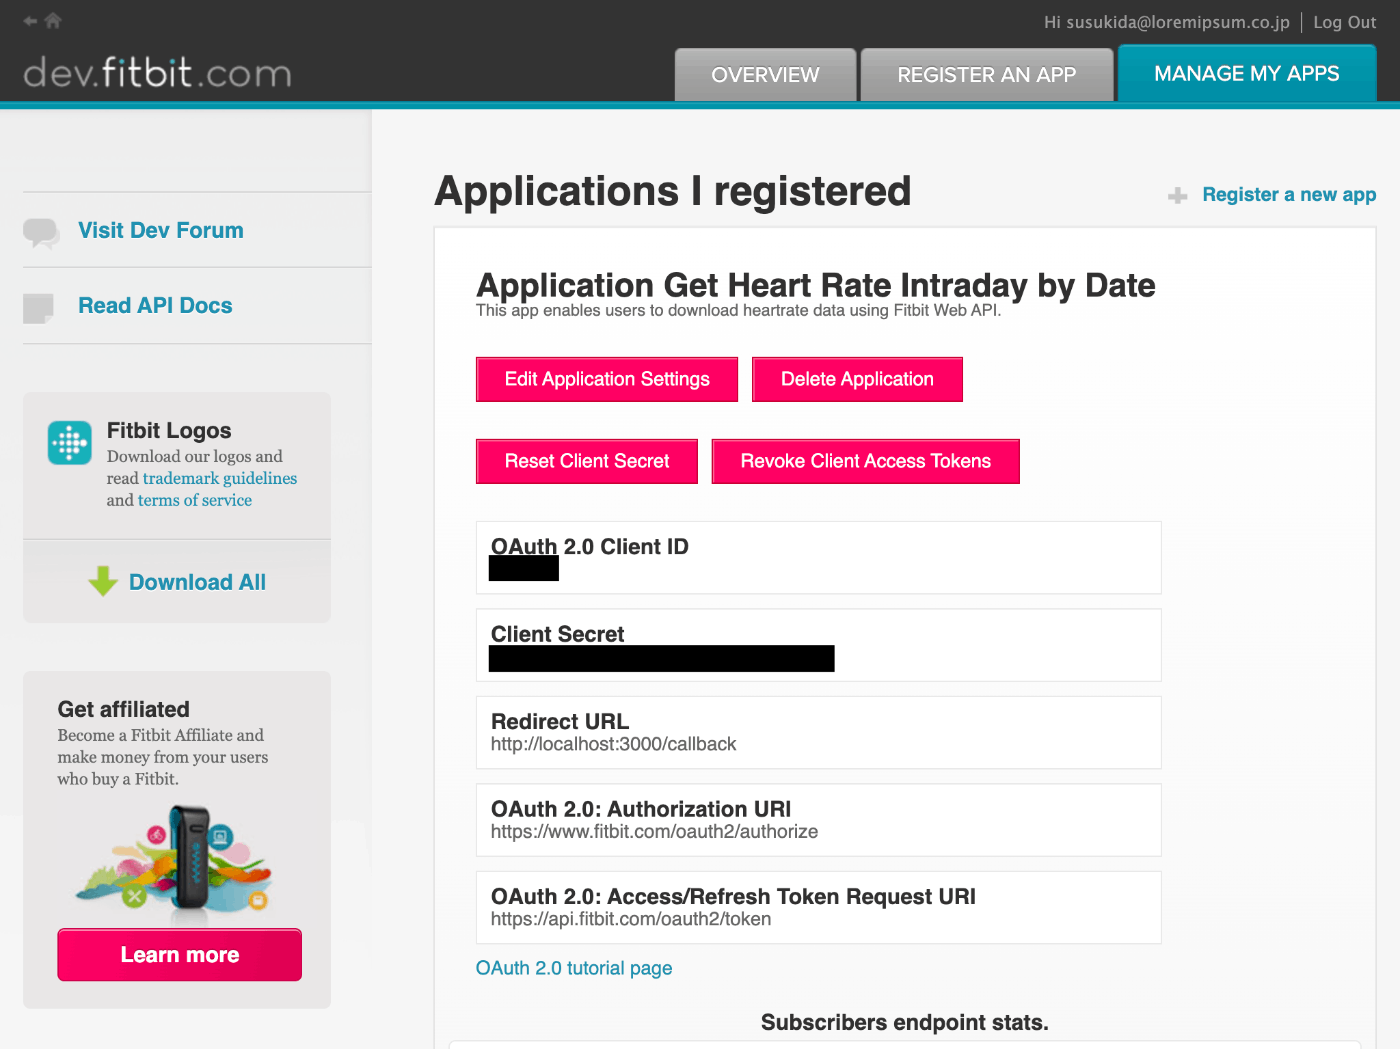 Hi susukida@loremipsum.co.jp
Log Out
dev.fitbit.com
OVERVIEW
REGISTER AN APP
MANAGE MY APPS
Visit Dev Forum
Read API Docs
Fitbit Logos
Download our logos and
read trademark guidelines
and terms of service
Download All
Get affiliated
Become a Fitbit Affiliate and
make money from your users
who buy a Fitbit.
Learn more
Applications I registered
Register a new app
Application Get Heart Rate Intraday by Date
This app enables users to download heartrate data using Fitbit Web API.
Edit Application Settings
Delete Application
Reset Client Secret
Revoke Client Access Tokens
OAuth 2.0 Client ID
Client Secret
Redirect URL
http://localhost:3000/callback
OAuth 2.0: Authorization URI
https://www.fitbit.com/oauth2/authorize
OAuth 2.0: Access/Refresh Token Request URI
https://api.fitbit.com/oauth2/token
OAuth 2.0 tutorial page
Subscribers endpoint stats.